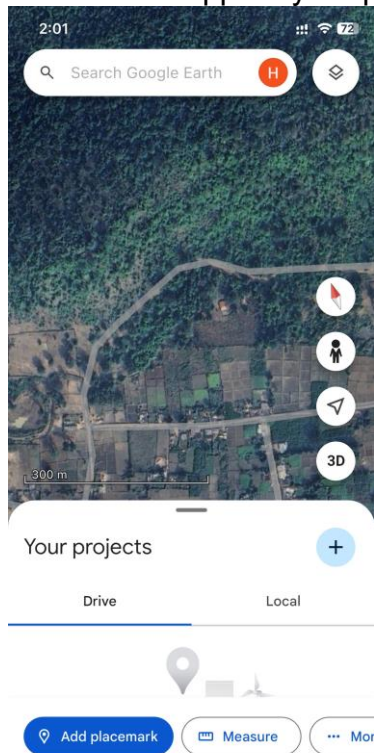 2:01
72
Search Google Earth
H
3D
300 m
Your projects
+
Drive
Local
Add placemark
Measure
Mor